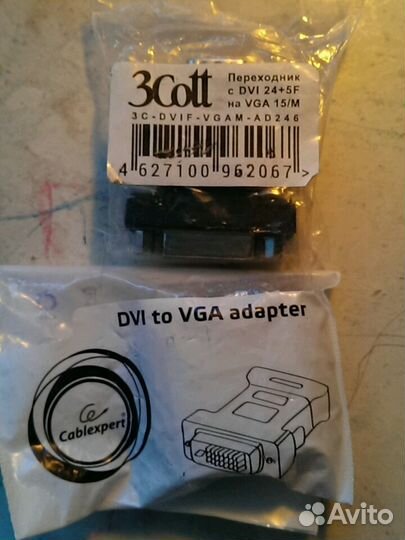 3Cott
Переходник
с DVI 24+5F
на VGA 15/M
3C-DVIF-VGAM-AD246
4 627100 962067 >
DVI to VGA adapter
Cablexpert®
Avito